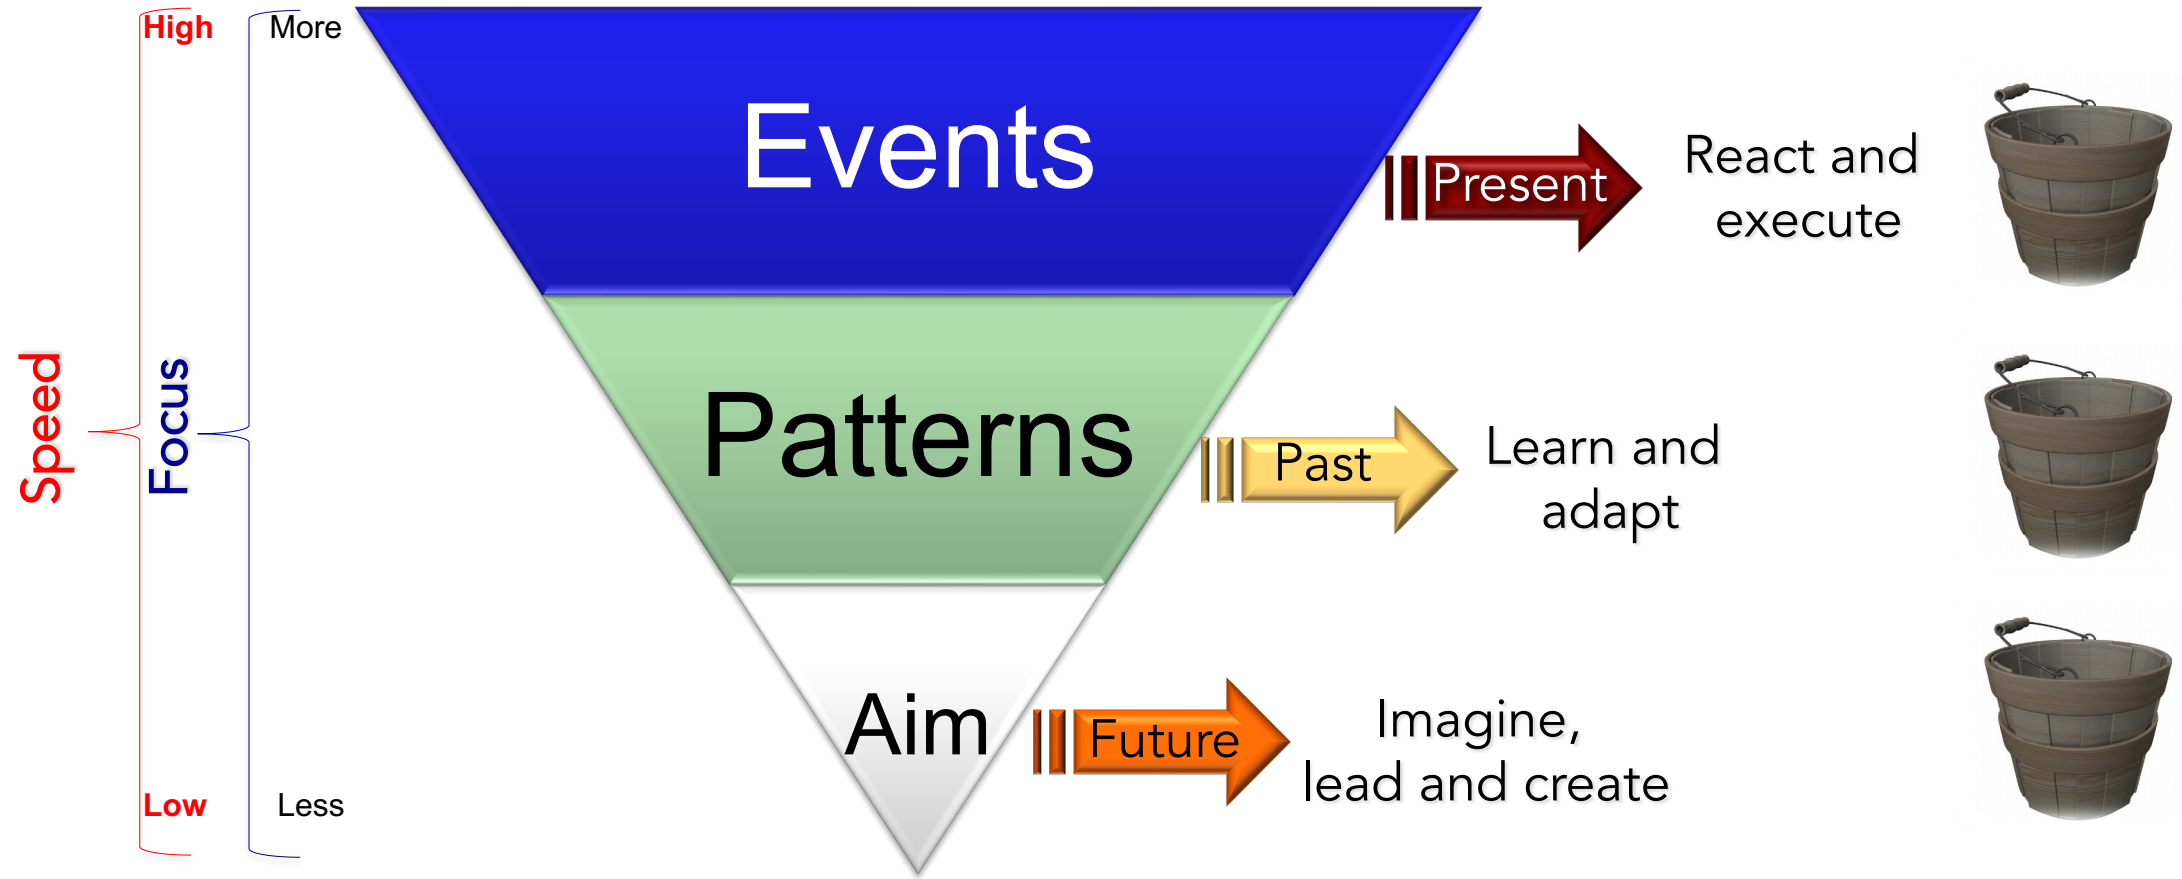 High
More
Events
Present
React and
execute
Speed
Focus
Patterns
Past
Learn and
adapt
Aim
Future
Imagine,
lead and create
Low
Less